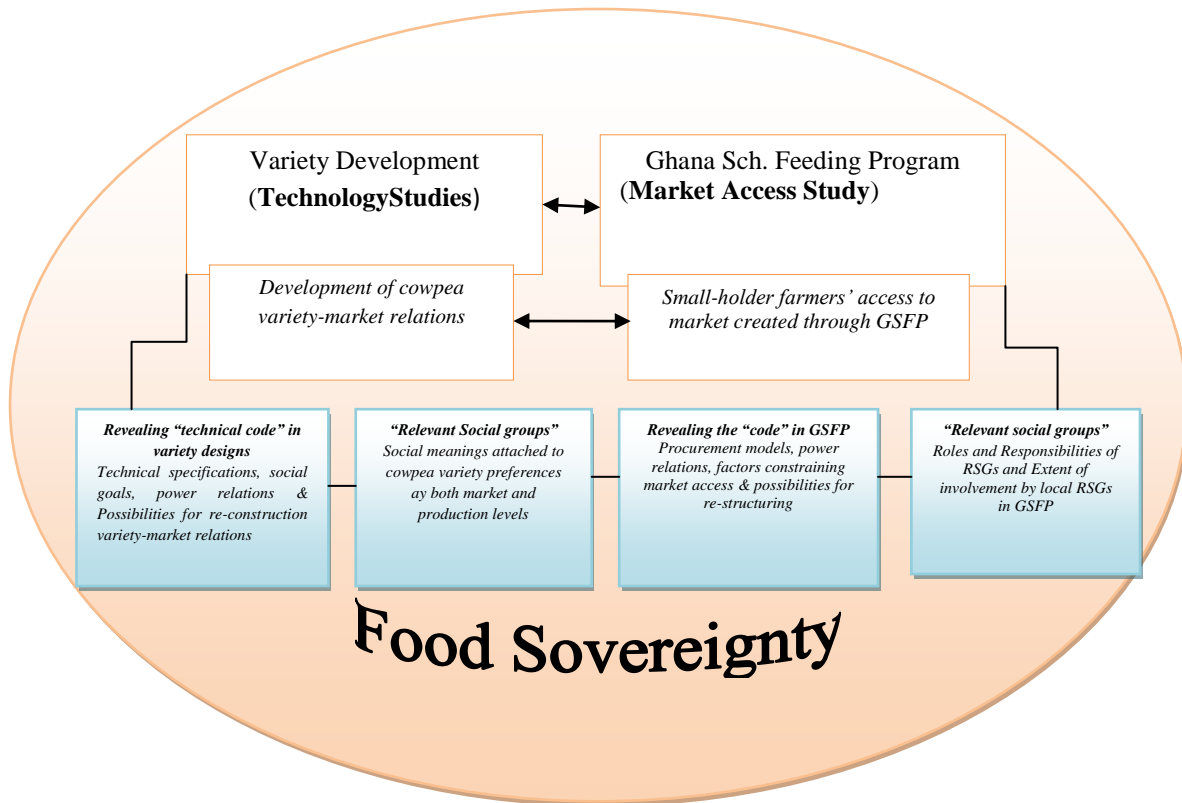 Variety Development
(TechnologyStudies)
Ghana Sch. Feeding Program
(Market Access Study)
Development of cowpea
variety-market relations
Small-holder farmers’ access to
market created through GSFP
Revealing “technical code” in
variety designs
Technical specifications, social
goals, power relations &
Possibilities for re-construction
variety-market relations
“Relevant Social groups”
Social meanings attached to
cowpea variety preferences
ay both market and
production levels
Revealing the “code” in GSFP
Procurement models, power
relations, factors constraining
market access & possibilities for
re-structuring
“Relevant social groups”
Roles and Responsibilities of
RSGs and Extent of
involvement by local RSGs
in GSFP
Food Sovereignty